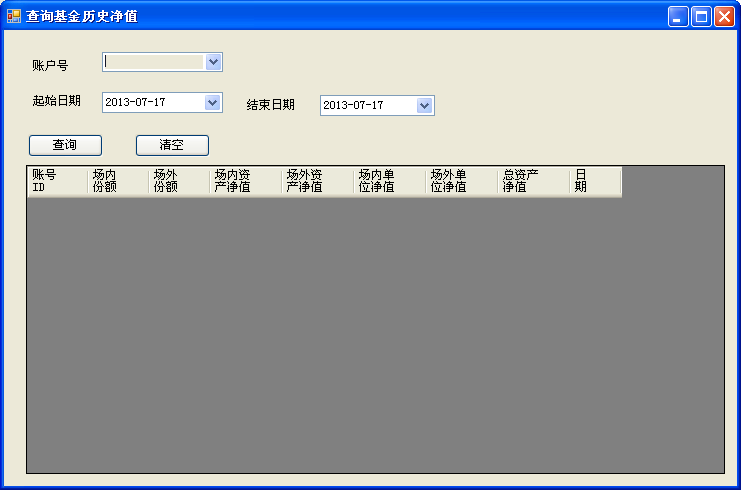 查询基金历史净值
账户号
起始日期 2013-07-17 结束日期 2013-07-17
查询 清空
账号 场内 场外 场内资 场外资 场内单 场外单 总资产 日
ID 份额 份额 产净值 产净值 位净值 位净值 净值 期